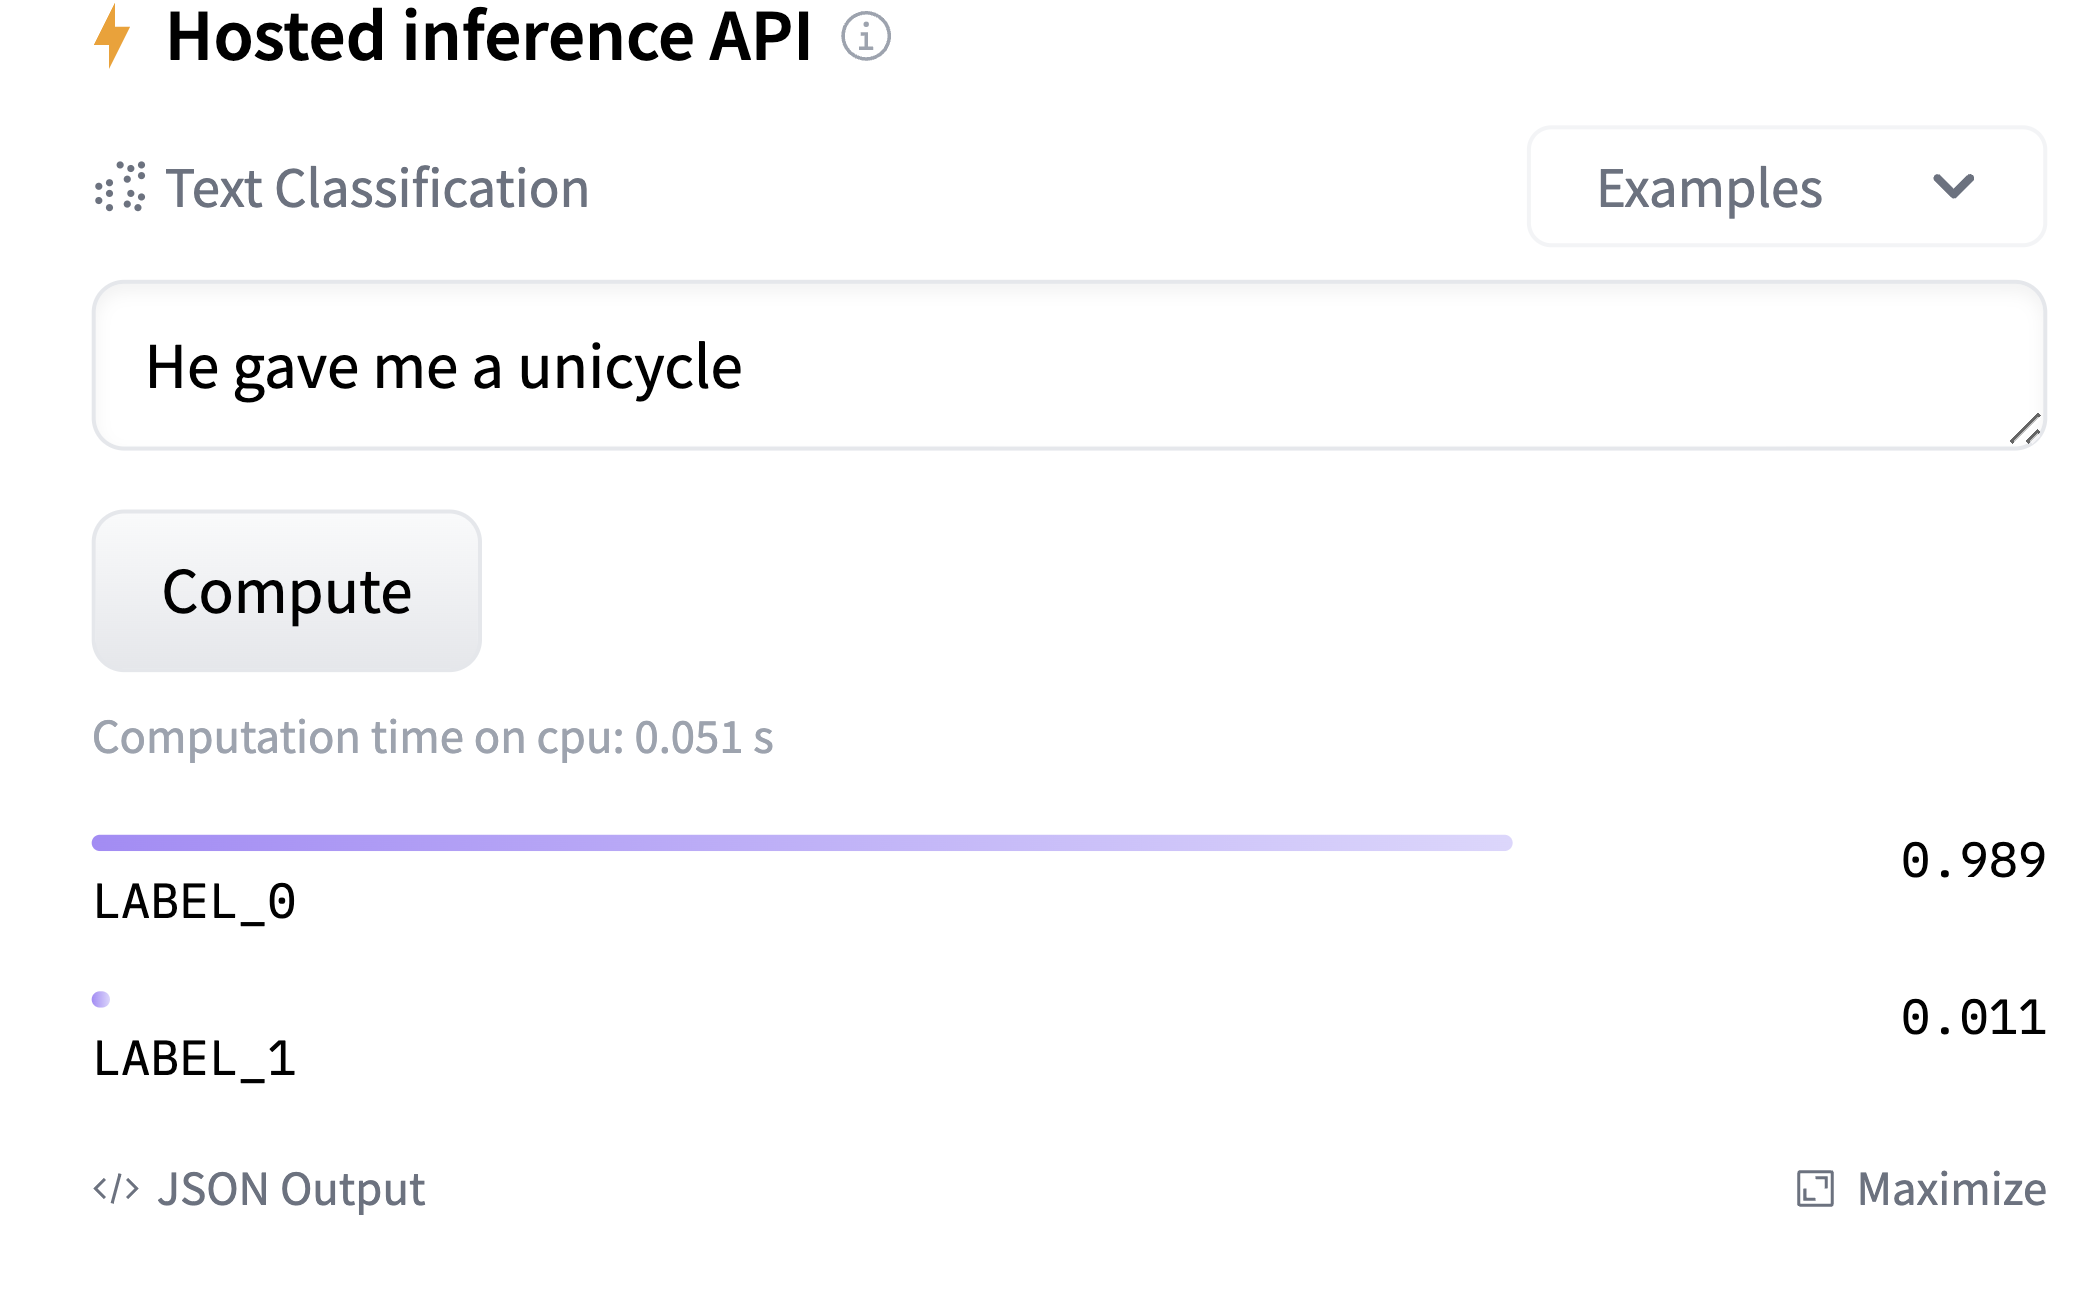 Hosted inference API
Text Classification
Examples
He gave me a unicycle
Compute
Computation time on cpu: 0.051 s
0.989
LABEL_0
0.011
LABEL_1
</> JSON Output
Maximize